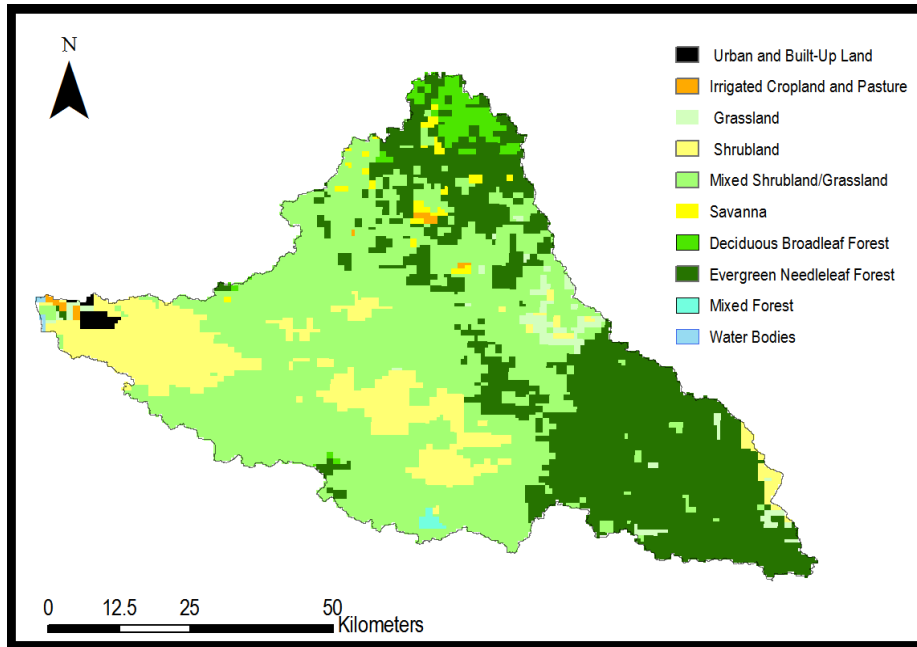 N
Urban and Built-Up Land
Irrigated Cropland and Pasture
Grassland
Shrubland
Mixed Shrubland/Grassland
Savanna
Deciduous Broadleaf Forest
Evergreen Needleleaf Forest
Mixed Forest
Water Bodies
0 12.5 25 50
Kilometers